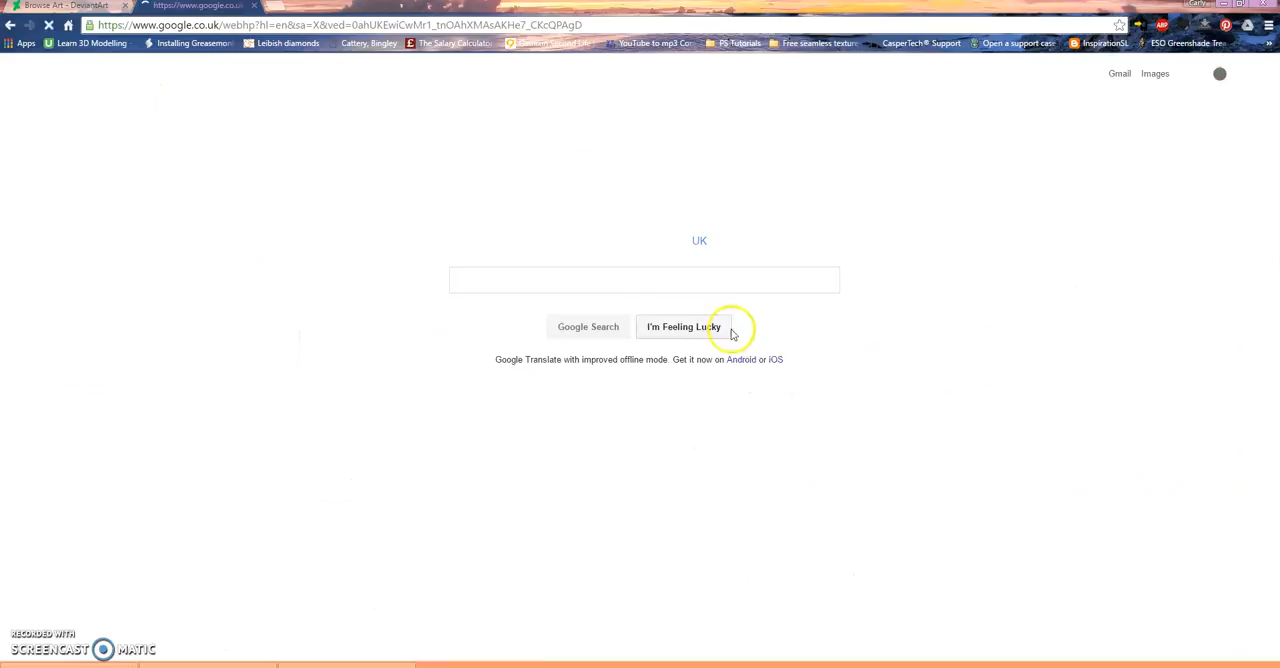 Browse Art - DeviantArt
https://www.google.co.uk
Carly
https://www.google.co.uk/webhp?hl=en&sa=X&ved=0ahUKEwiCwMr1_tnOAhXMAsAKHe7_CKcQPAgD
Apps Learn 3D Modelling Installing Greasemon Leibish diamonds Cattery, Bingley The Salary Calculato YouTube to mp3 Co PS Tutorials Free seamless texture CasperTech® Support Open a support case InspirationSL ESO Greenshade Tre »
Gmail Images
UK
Google Search I'm Feeling Lucky
Google Translate with improved offline mode. Get it now on Android or iOS
RECORDED WITH
SCREENCAST MATIC